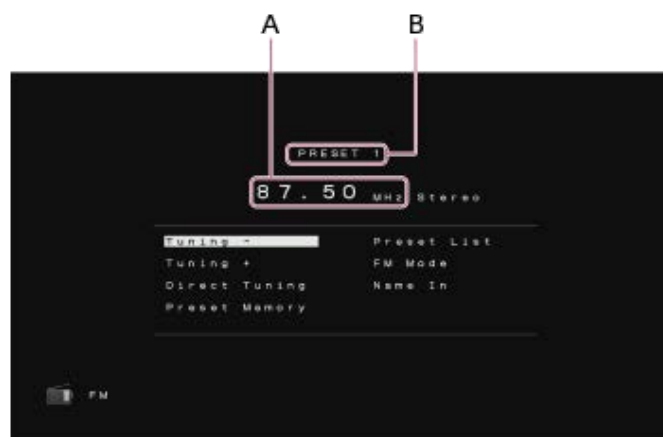 A B
PRESET 1
87.50 MHz Stereo
Tuning - Preset List
Tuning + FM Mode
Direct Tuning Name In
Preset Memory
FM